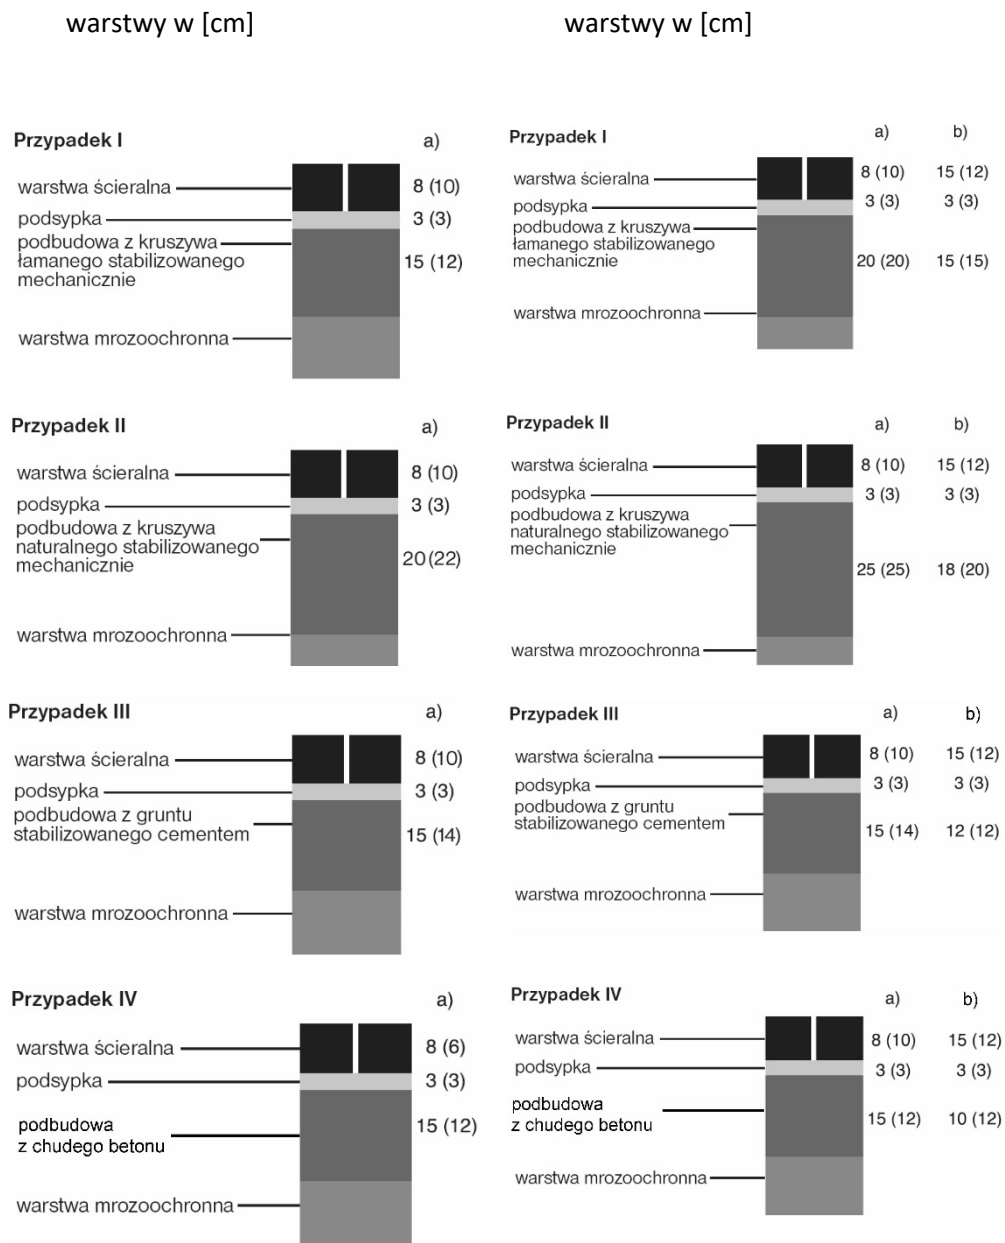 warstwy w [cm]
warstwy w [cm]
Przypadek I
a)
warstwa ścieralna
8 (10)
podsypka
3 (3)
podbudowa z kruszywa
łamanego stabilizowanego
mechanicznie
15 (12)
warstwa mrozoochronna
Przypadek I
a) b)
warstwa ścieralna
8 (10) 15 (12)
podsypka
3 (3) 3 (3)
podbudowa z kruszywa
łamanego stabilizowanego
mechanicznie
20 (20) 15 (15)
warstwa mrozoochronna
Przypadek II
a)
warstwa ścieralna
8 (10)
podsypka
3 (3)
podbudowa z kruszywa
naturalnego stabilizowanego
mechanicznie
20 (22)
warstwa mrozoochronna
Przypadek II
a) b)
warstwa ścieralna
8 (10) 15 (12)
podsypka
3 (3) 3 (3)
podbudowa z kruszywa
naturalnego stabilizowanego
mechanicznie
25 (25) 18 (20)
warstwa mrozoochronna
Przypadek III
a)
warstwa ścieralna
8 (10)
podsypka
3 (3)
podbudowa z gruntu
stabilizowanego cementem
15 (14)
warstwa mrozoochronna
Przypadek III
a) b)
warstwa ścieralna
8 (10) 15 (12)
podsypka
3 (3) 3 (3)
podbudowa z gruntu
stabilizowanego cementem
15 (14) 12 (12)
warstwa mrozoochronna
Przypadek IV
a)
warstwa ścieralna
8 (6)
podsypka
3 (3)
podbudowa
z chudego betonu
15 (12)
warstwa mrozoochronna
Przypadek IV
a) b)
warstwa ścieralna
8 (10) 15 (12)
podsypka
3 (3) 3 (3)
podbudowa
z chudego betonu
15 (12) 10 (12)
warstwa mrozoochronna